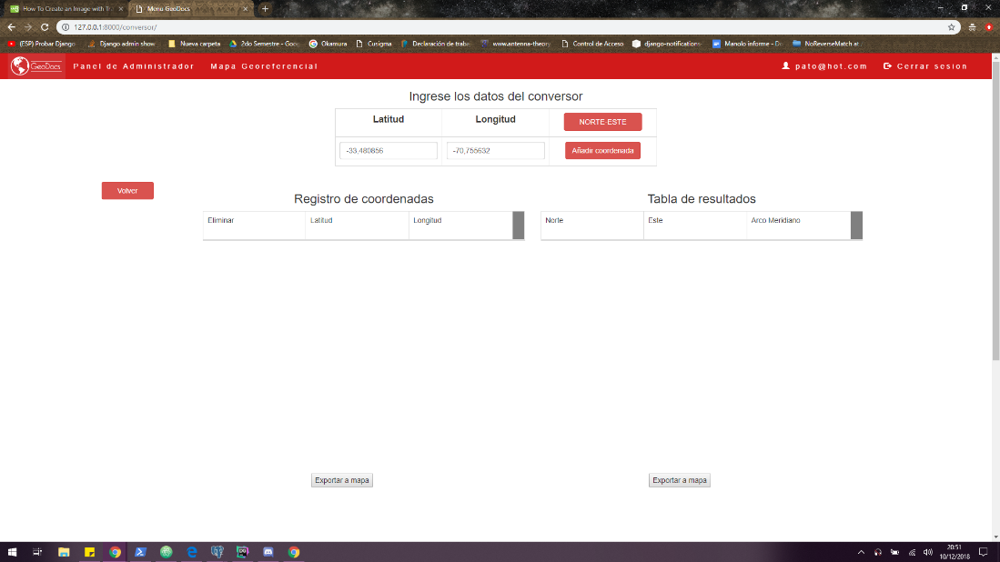 How To Create an Image with T
Meno GeoDocs
127.0.0.1:8000/conversor/
(ESP) Probar Django
Django admin show
Nueva carpeta
2do Semestre - Goo
Okamura
Cusigma
Declaración de traba
www.antenna-theory
Control de Acceso
django-notifications
Manolo informe - Do
NoReverseMatch at
GeoDocs
Panel de Administrador
Mapa Georeferencial
pato@hot.com
Cerrar sesion
Ingrese los datos del conversor
Latitud
Longitud
NORTE-ESTE
-33,480856
-70,755632
Añadir coordenada
Volver
Registro de coordenadas
Tabla de resultados
Eliminar
Latitud
Longitud
Norte
Este
Arco Meridiano
Exportar a mapa
Exportar a mapa
20:51
10/12/2018